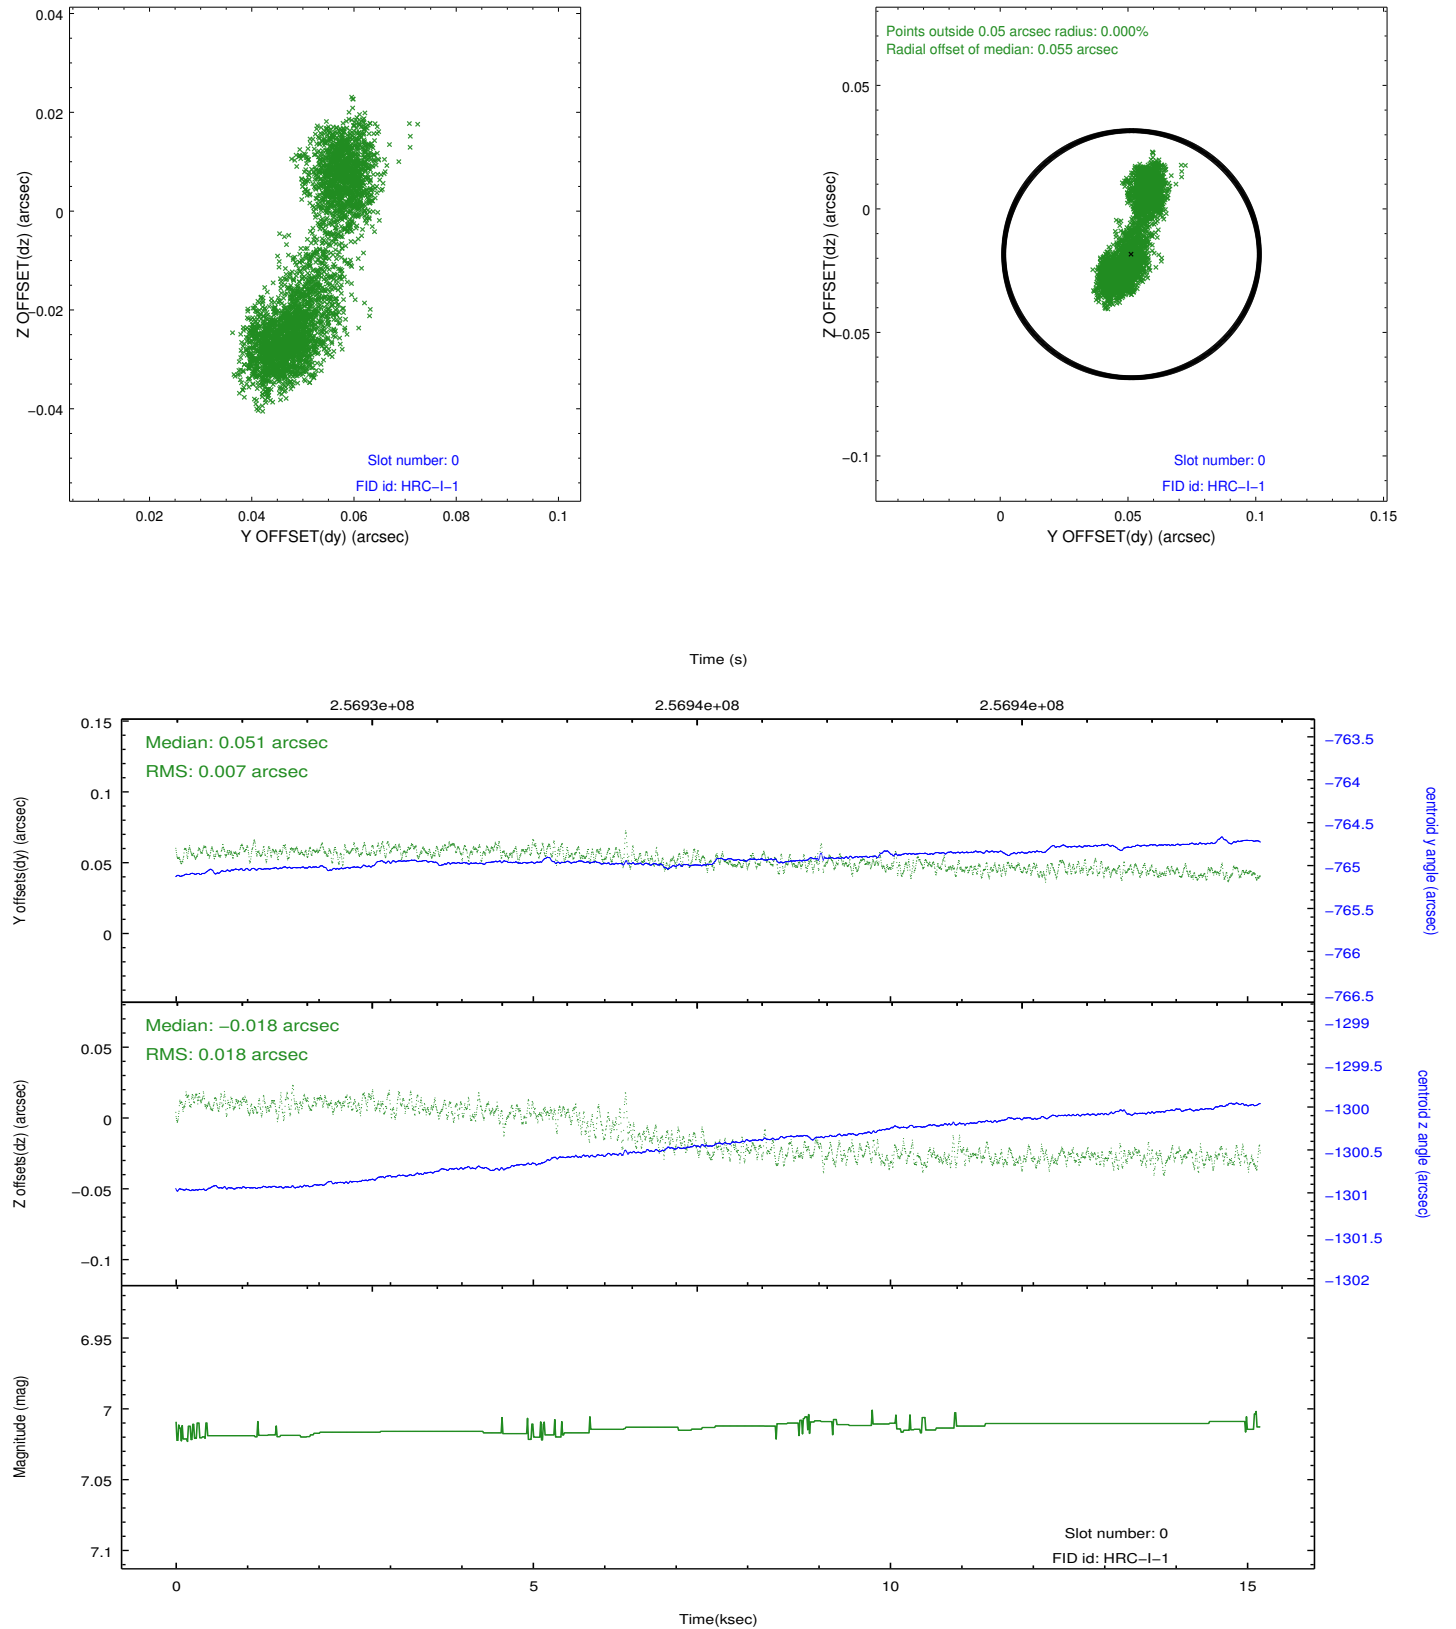 0.04
0.02
0
−0.02
−0.04
Z OFFSET(dz) (arcsec)
Slot number: 0
FID id: HRC−I−1
0.02
0.04
0.06
0.08
0.1
Y OFFSET(dy) (arcsec)
Points outside 0.05 arcsec radius: 0.000%
Radial offset of median: 0.055 arcsec
0.05
0
−0.05
−0.1
Z OFFSET(dz) (arcsec)
Slot number: 0
FID id: HRC−I−1
0
0.05
0.1
0.15
Y OFFSET(dy) (arcsec)
Time (s)
2.5693e+08
2.5694e+08
2.5694e+08
Median: 0.051 arcsec
RMS: 0.007 arcsec
0.15
0.1
0.05
0
Y offsets(dy) (arcsec)
−763.5
−764
−764.5
−765
−765.5
−766
−766.5
centroid y angle (arcsec)
Median: −0.018 arcsec
RMS: 0.018 arcsec
0.05
0
−0.05
−0.1
Z offsets(dz) (arcsec)
−1299
−1299.5
−1300
−1300.5
−1301
−1301.5
−1302
centroid z angle (arcsec)
6.95
7
7.05
7.1
Magnitude (mag)
Slot number: 0
FID id: HRC−I−1
0
5
10
15
Time(ksec)